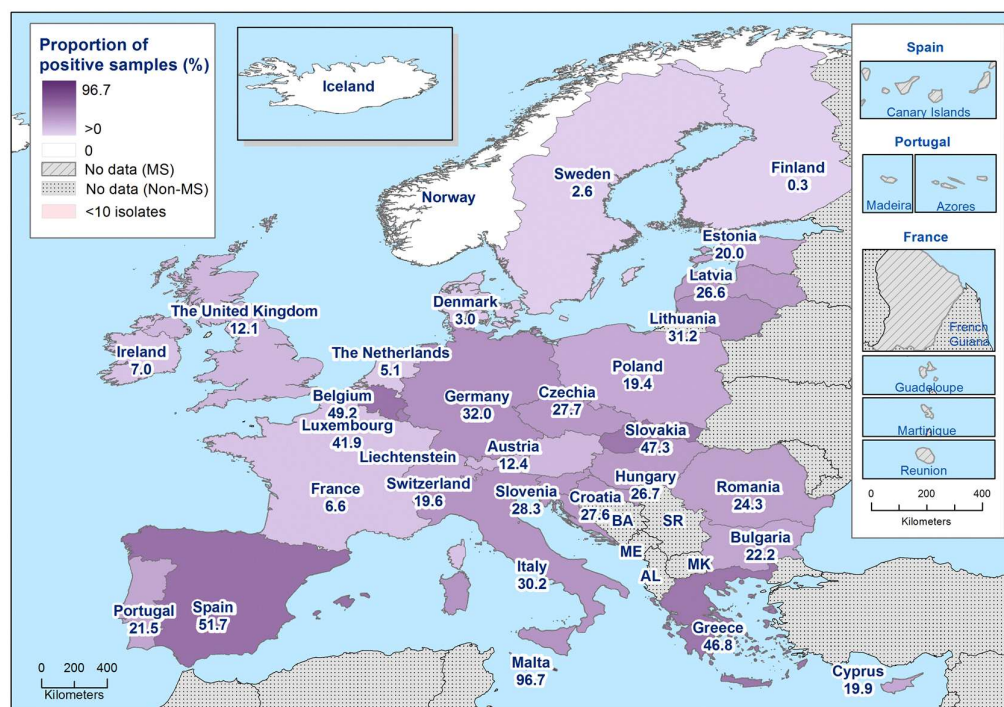 Proportion of
positive samples (%)
96.7
>0
0
No data (MS)
No data (Non-MS)
<10 isolates
Iceland
Norway
Sweden
2.6
Finland
0.3
Estonia
20.0
Latvia
26.6
Lithuania
31.2
Denmark
3.0
The United Kingdom
12.1
Ireland
7.0
The Netherlands
5.1
Belgium
49.2
Luxembourg
41.9
Germany
32.0
Poland
19.4
Czechia
27.7
Slovakia
47.3
Liechtenstein
Austria
12.4
Switzerland
19.6
France
6.6
Slovenia
28.3
Croatia
27.6
Hungary
26.7
Romania
24.3
BA
SR
ME
MK
AL
Bulgaria
22.2
Italy
30.2
Portugal
21.5
Spain
51.7
Greece
46.8
Malta
96.7
Cyprus
19.9
0 200 400
Kilometers
Spain
Canary Islands
Portugal
Madeira
Azores
France
French
Guiana
Guadeloupe
Martinique
Reunion
0 200 400
Kilometers